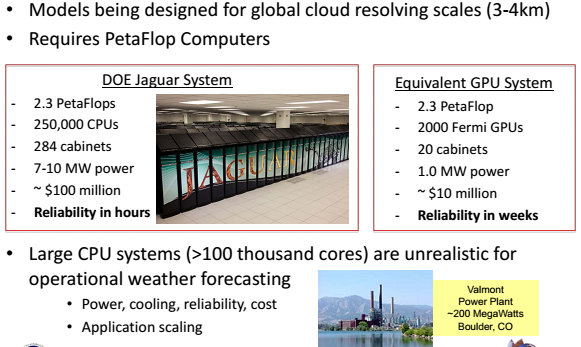 • Models being designed for global cloud resolving scales (3-4km)
• Requires PetaFlop Computers
DOE Jaguar System
- 2.3 PetaFlops
- 250,000 CPUs
- 284 cabinets
- 7-10 MW power
- ~ $100 million
- Reliability in hours
JAGUAR
Equivalent GPU System
- 2.3 PetaFlop
- 2000 Fermi GPUs
- 20 cabinets
- 1.0 MW power
- ~ $10 million
- Reliability in weeks
• Large CPU systems (>100 thousand cores) are unrealistic for
operational weather forecasting
• Power, cooling, reliability, cost
• Application scaling
Valmont
Power Plant
~200 MegaWatts
Boulder, CO